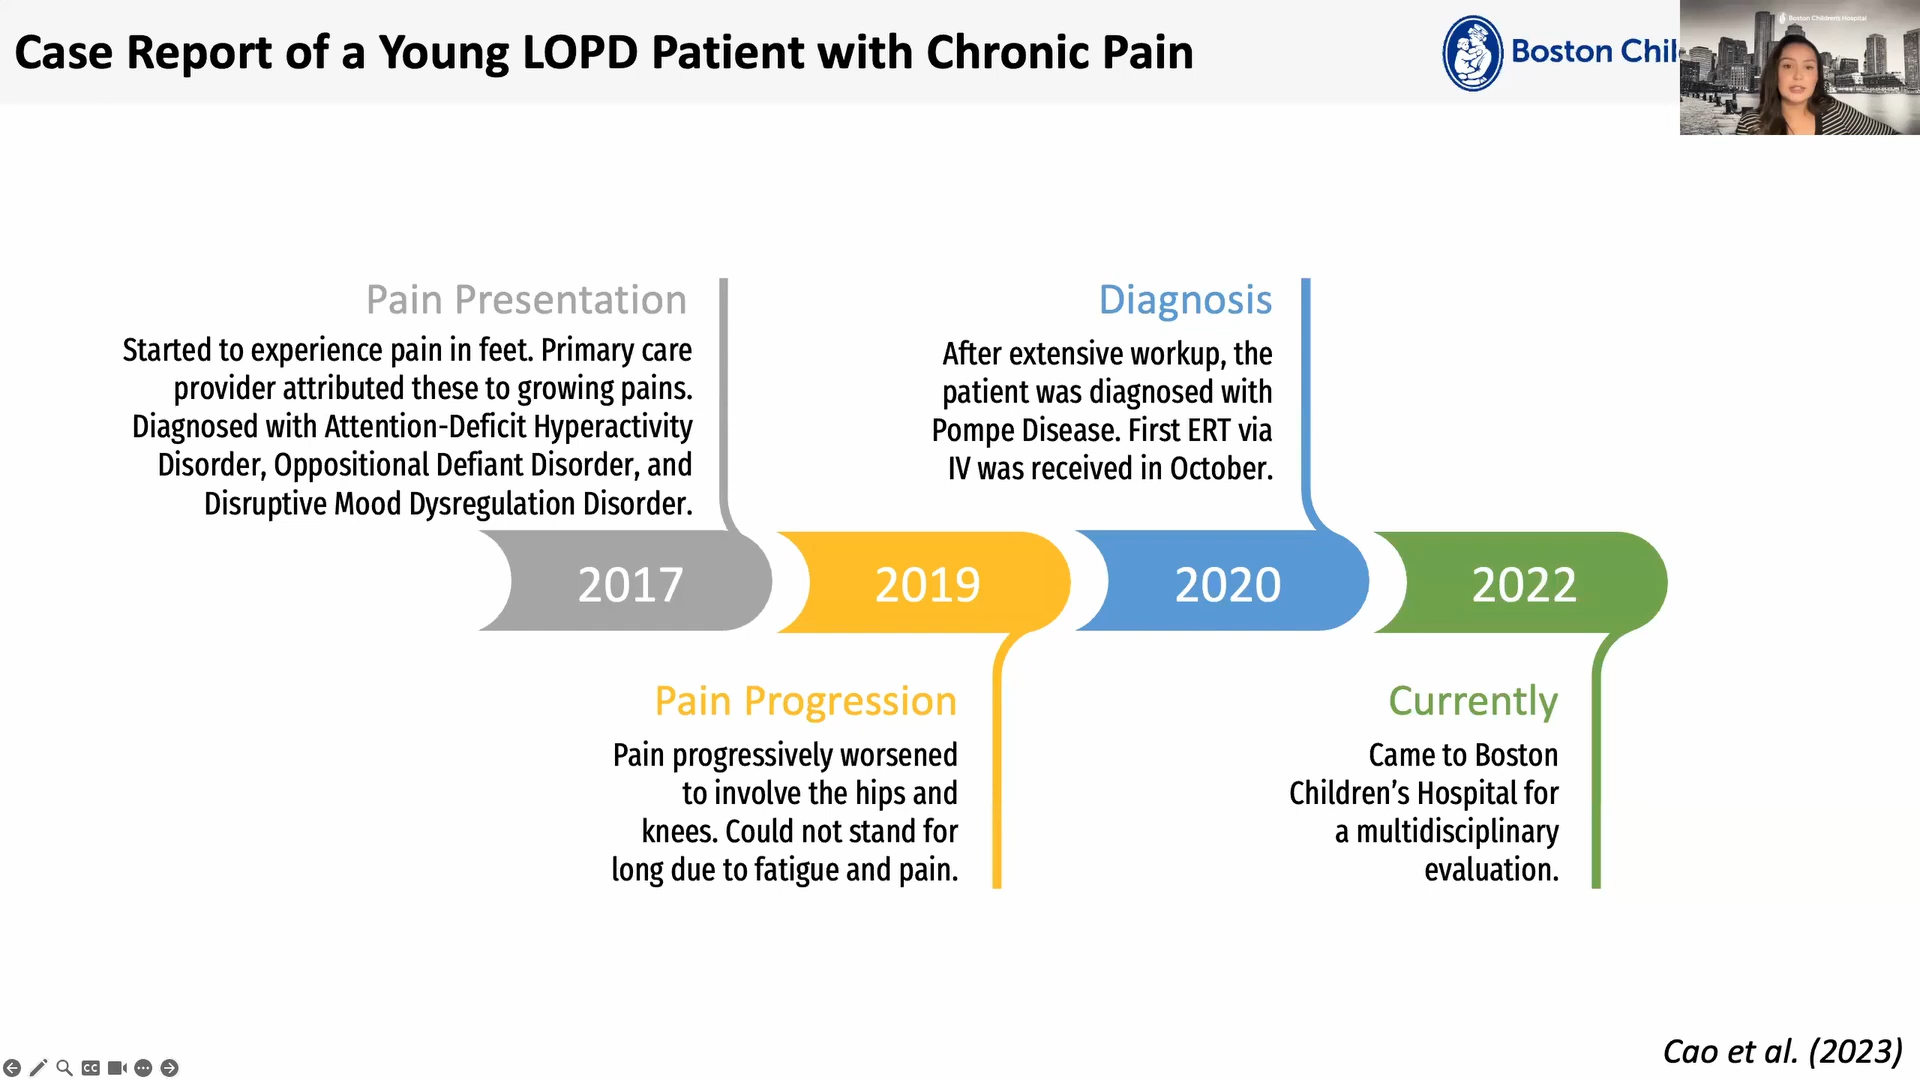 Case Report of a Young LOPD Patient with Chronic Pain
Boston Chil
Boston Children's Hospital
Pain Presentation
Started to experience pain in feet. Primary care
provider attributed these to growing pains.
Diagnosed with Attention-Deficit Hyperactivity
Disorder, Oppositional Defiant Disorder, and
Disruptive Mood Dysregulation Disorder.
Diagnosis
After extensive workup, the
patient was diagnosed with
Pompe Disease. First ERT via
IV was received in October.
2017
2019
2020
2022
Pain Progression
Pain progressively worsened
to involve the hips and
knees. Could not stand for
long due to fatigue and pain.
Currently
Came to Boston
Children's Hospital for
a multidisciplinary
evaluation.
Cao et al. (2023)
CC